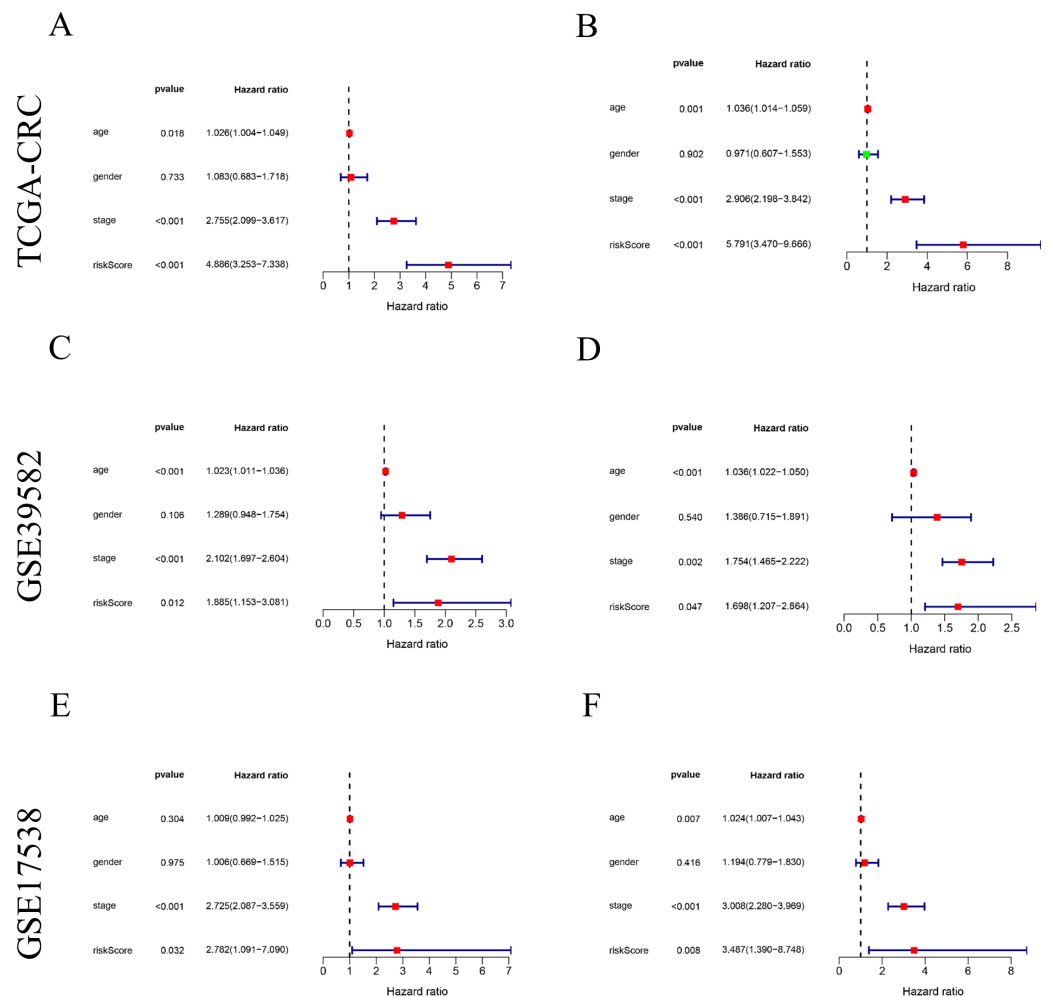 A
pvalue Hazard ratio
age 0.018 1.026(1.004−1.049)
gender 0.733 1.083(0.683−1.718)
stage <0.001 2.755(2.099−3.617)
riskScore <0.001 4.886(3.253−7.338)
0 1 2 3 4 5 6 7
Hazard ratio
B
pvalue Hazard ratio
age 0.001 1.036(1.014−1.059)
gender 0.902 0.971(0.607−1.553)
stage <0.001 2.906(2.198−3.842)
riskScore <0.001 5.791(3.470−9.666)
0 2 4 6 8
Hazard ratio
TCGA-CRC
C
pvalue Hazard ratio
age <0.001 1.023(1.011−1.036)
gender 0.106 1.289(0.948−1.754)
stage <0.001 2.102(1.697−2.604)
riskScore 0.012 1.885(1.153−3.081)
0.0 0.5 1.0 1.5 2.0 2.5 3.0
Hazard ratio
D
pvalue Hazard ratio
age <0.001 1.036(1.022−1.050)
gender 0.540 1.386(0.715−1.891)
stage 0.002 1.754(1.465−2.222)
riskScore 0.047 1.698(1.207−2.864)
0.0 0.5 1.0 1.5 2.0 2.5
Hazard ratio
GSE39582
E
pvalue Hazard ratio
age 0.304 1.009(0.992−1.025)
gender 0.975 1.006(0.669−1.515)
stage <0.001 2.725(2.087−3.559)
riskScore 0.032 2.782(1.091−7.090)
0 1 2 3 4 5 6 7
Hazard ratio
F
pvalue Hazard ratio
age 0.007 1.024(1.007−1.043)
gender 0.416 1.194(0.779−1.830)
stage <0.001 3.008(2.280−3.969)
riskScore 0.008 3.487(1.390−8.748)
0 2 4 6 8
Hazard ratio
GSE17538